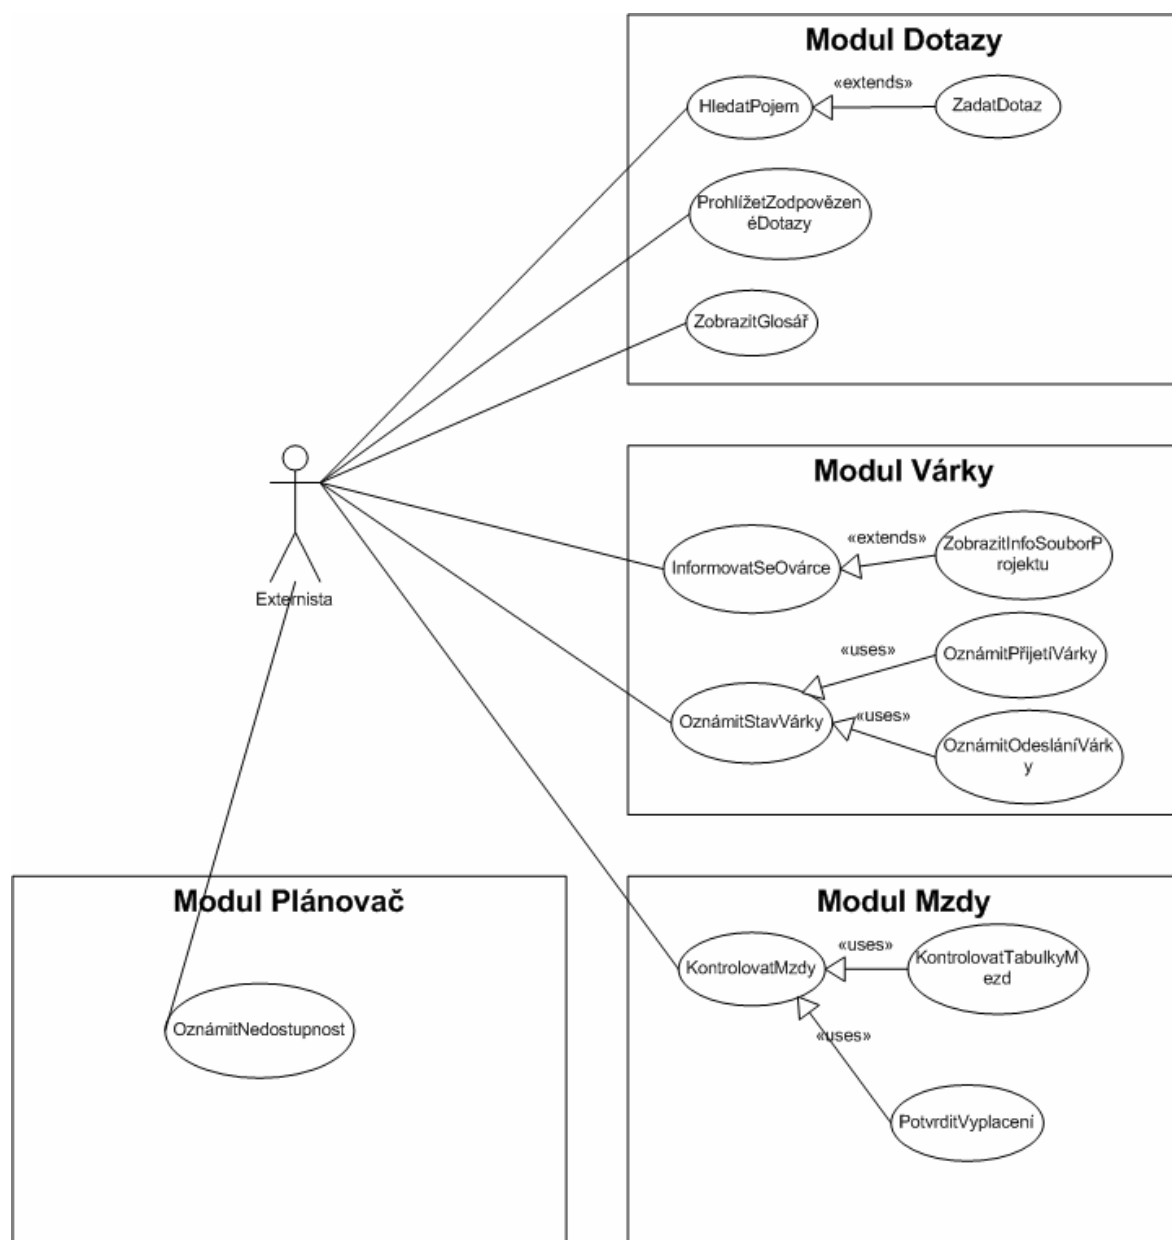 Modul Dotazy
«extends»
HledatPojem
ZadatDotaz
ProhlížetZodpovězen
éDotazy
ZobrazitGlosář
Externista
Modul Várky
«extends»
InformovatSeOvárce
ZobrazitInfoSouborP
rojektu
«uses»
OznámitPřijetíVárky
OznámitStavVárky
«uses»
OznámitOdesláníVárk
y
Modul Plánovač
OznámitNedostupnost
Modul Mzdy
«uses»
KontrolovatMzdy
KontrolovatTabulkyM
ezd
«uses»
PotvrditVyplacení